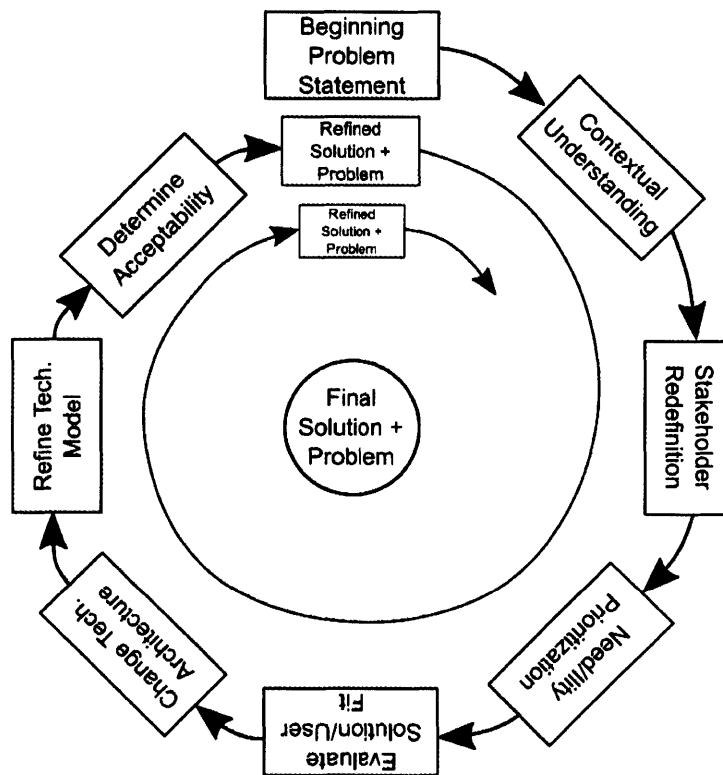 Beginning
Problem
Statement
Contextual
Understanding
Stakeholder
Redefinition
Need/Ility
Prioritization
Evaluate
Solution/User
Fit
Change Tech.
Architecture
Refine Tech.
Model
Determine
Acceptability
Refined
Solution +
Problem
Refined
Solution +
Problem
Final
Solution +
Problem